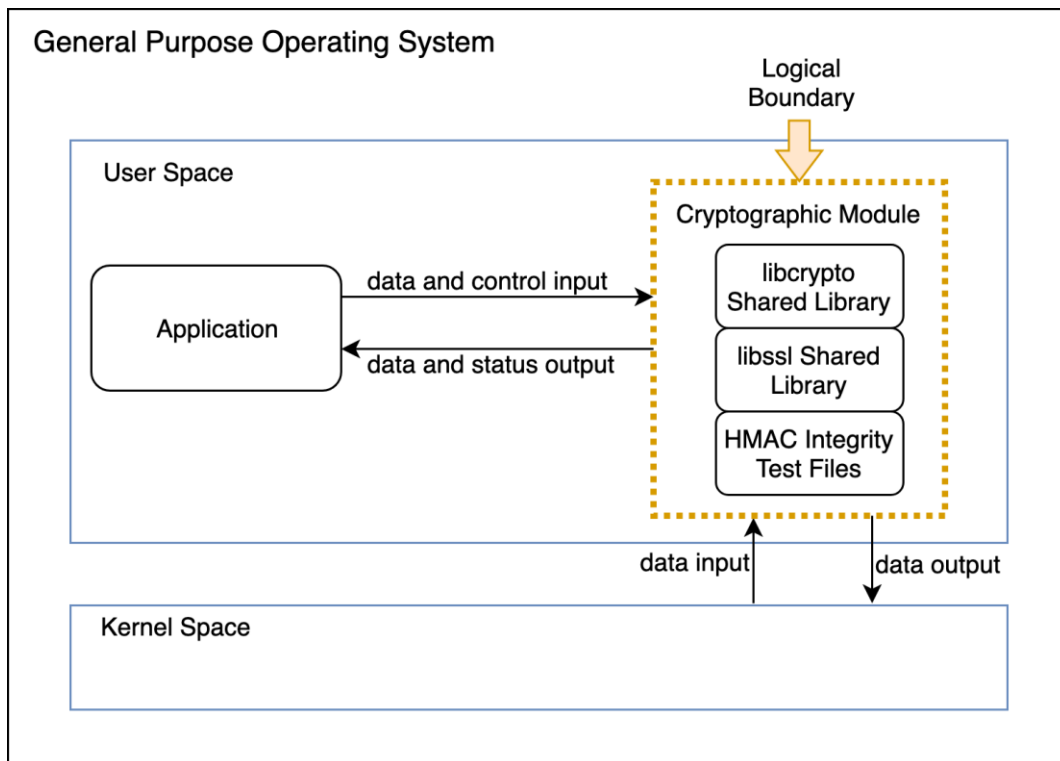 General Purpose Operating System
Logical
Boundary
User Space
Cryptographic Module
libcrypto
Shared Library
data and control input
Application
libssl Shared
Library
data and status output
HMAC Integrity
Test Files
data input
data output
Kernel Space